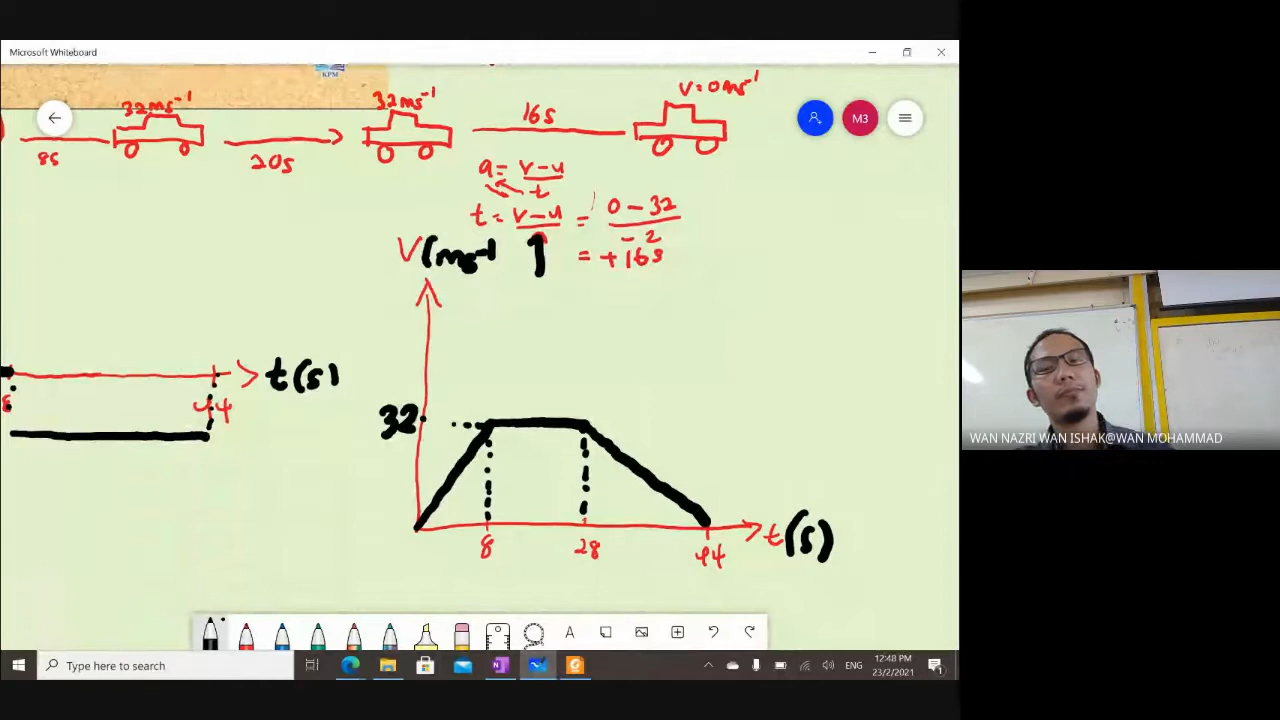 Microsoft Whiteboard
KPM
32ms⁻¹
32ms⁻¹
16s
V=0ms⁻¹
8s
20s
M3
a = v-u
t
t = v-u = 0-32
-2
= +16s
V(ms⁻¹)
t(s)
8
44
32
8
28
44
t(s)
WAN NAZRI WAN ISHAK@WAN MOHAMMAD
A
Type here to search
ENG
12:48 PM
23/2/2021